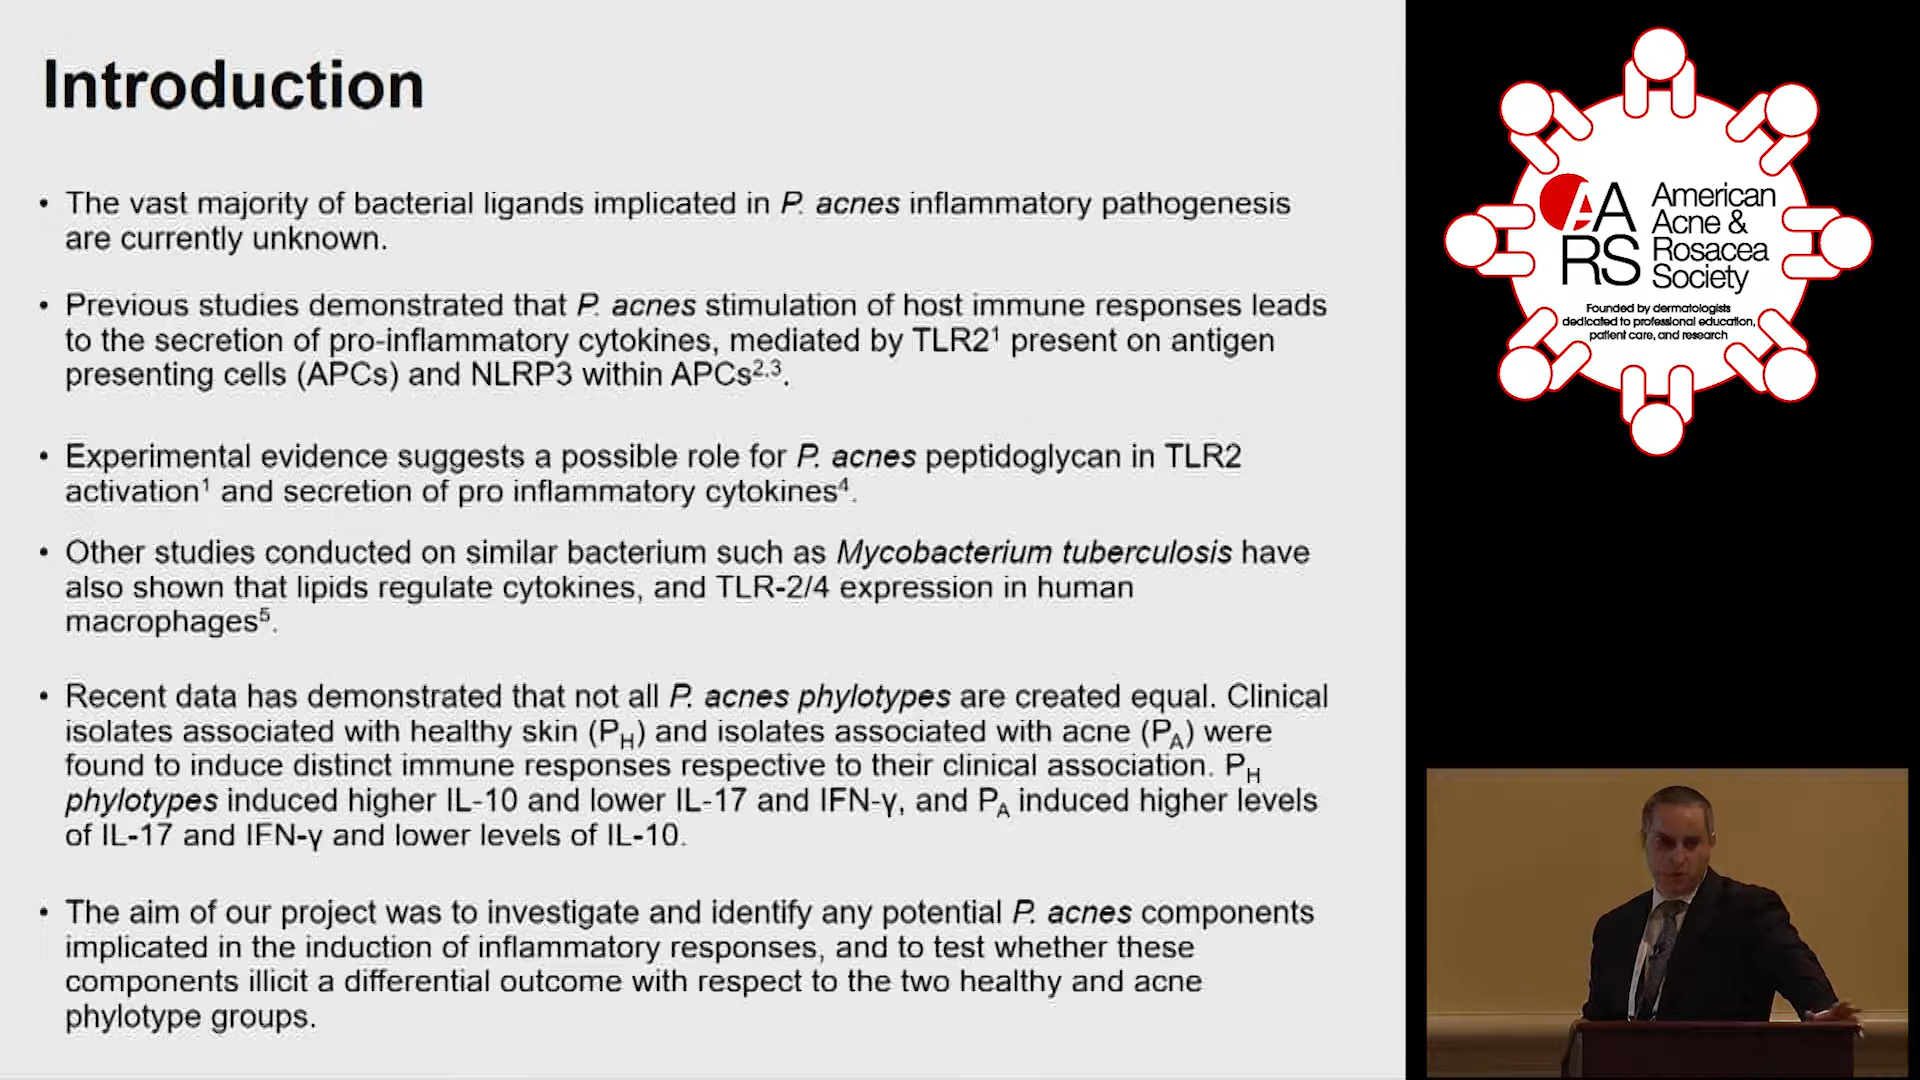 Introduction
• The vast majority of bacterial ligands implicated in P. acnes inflammatory pathogenesis
are currently unknown.
• Previous studies demonstrated that P. acnes stimulation of host immune responses leads
to the secretion of pro-inflammatory cytokines, mediated by TLR2¹ present on antigen
presenting cells (APCs) and NLRP3 within APCs²,³.
• Experimental evidence suggests a possible role for P. acnes peptidoglycan in TLR2
activation¹ and secretion of pro inflammatory cytokines⁴.
• Other studies conducted on similar bacterium such as Mycobacterium tuberculosis have
also shown that lipids regulate cytokines, and TLR-2/4 expression in human
macrophages⁵.
• Recent data has demonstrated that not all P. acnes phylotypes are created equal. Clinical
isolates associated with healthy skin (PH) and isolates associated with acne (PA) were
found to induce distinct immune responses respective to their clinical association. PH
phylotypes induced higher IL-10 and lower IL-17 and IFN-γ, and PA induced higher levels
of IL-17 and IFN-γ and lower levels of IL-10.
• The aim of our project was to investigate and identify any potential P. acnes components
implicated in the induction of inflammatory responses, and to test whether these
components illicit a differential outcome with respect to the two healthy and acne
phylotype groups.
AA
RS
American
Acne &
Rosacea
Society
Founded by dermatologists
dedicated to professional education,
patient care, and research